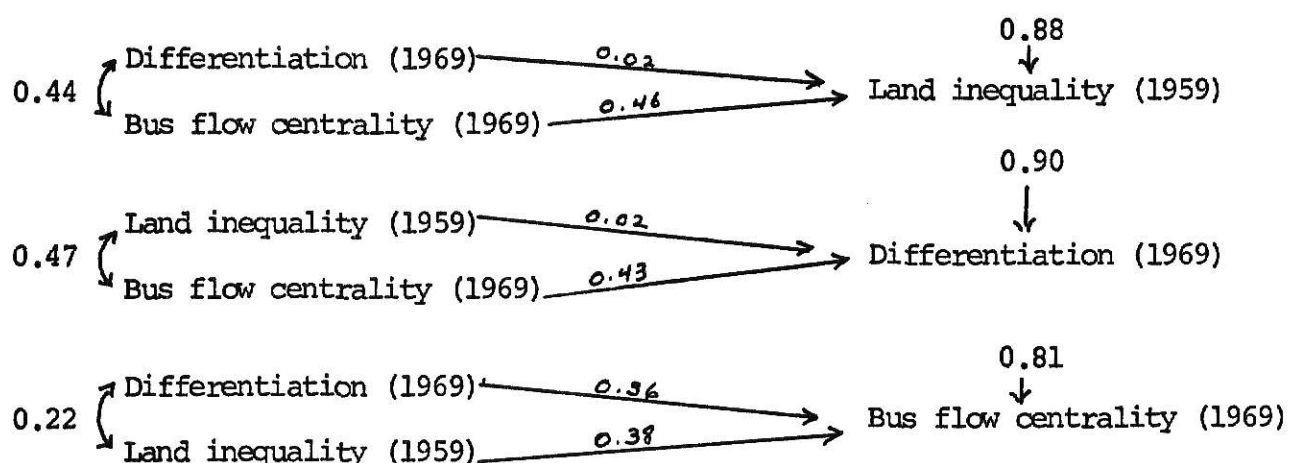 0.88
Differentiation (1969) 0.02
0.44 Land inequality (1959)
Bus flow centrality (1969) 0.46
0.90
Land inequality (1959) 0.02
0.47 Differentiation (1969)
Bus flow centrality (1969) 0.43
0.81
Differentiation (1969) 0.36
0.22 Bus flow centrality (1969)
Land inequality (1959) 0.38